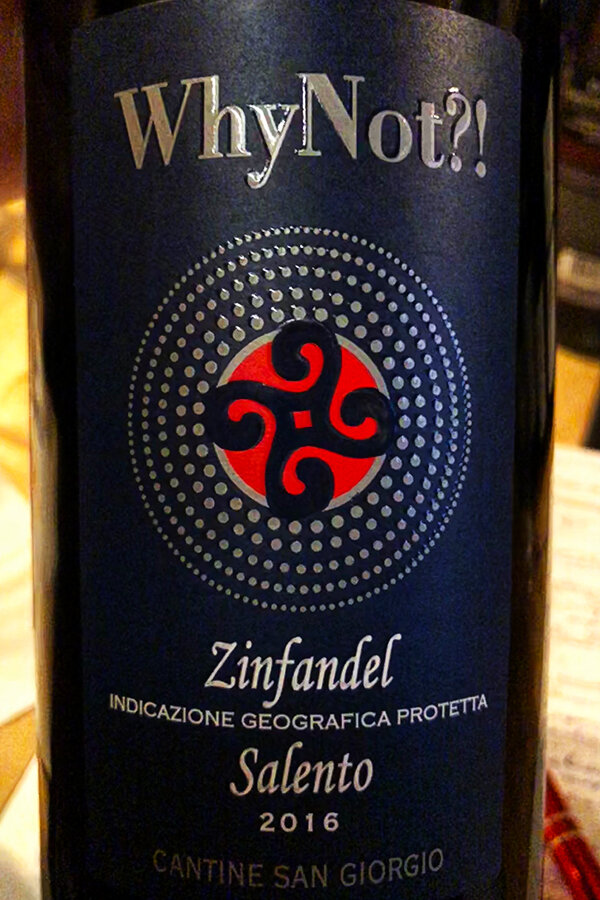 WhyNot?!
Zinfandel
INDICAZIONE GEOGRAFICA PROTETTA
Salento
2016
CANTINE SAN GIORGIO